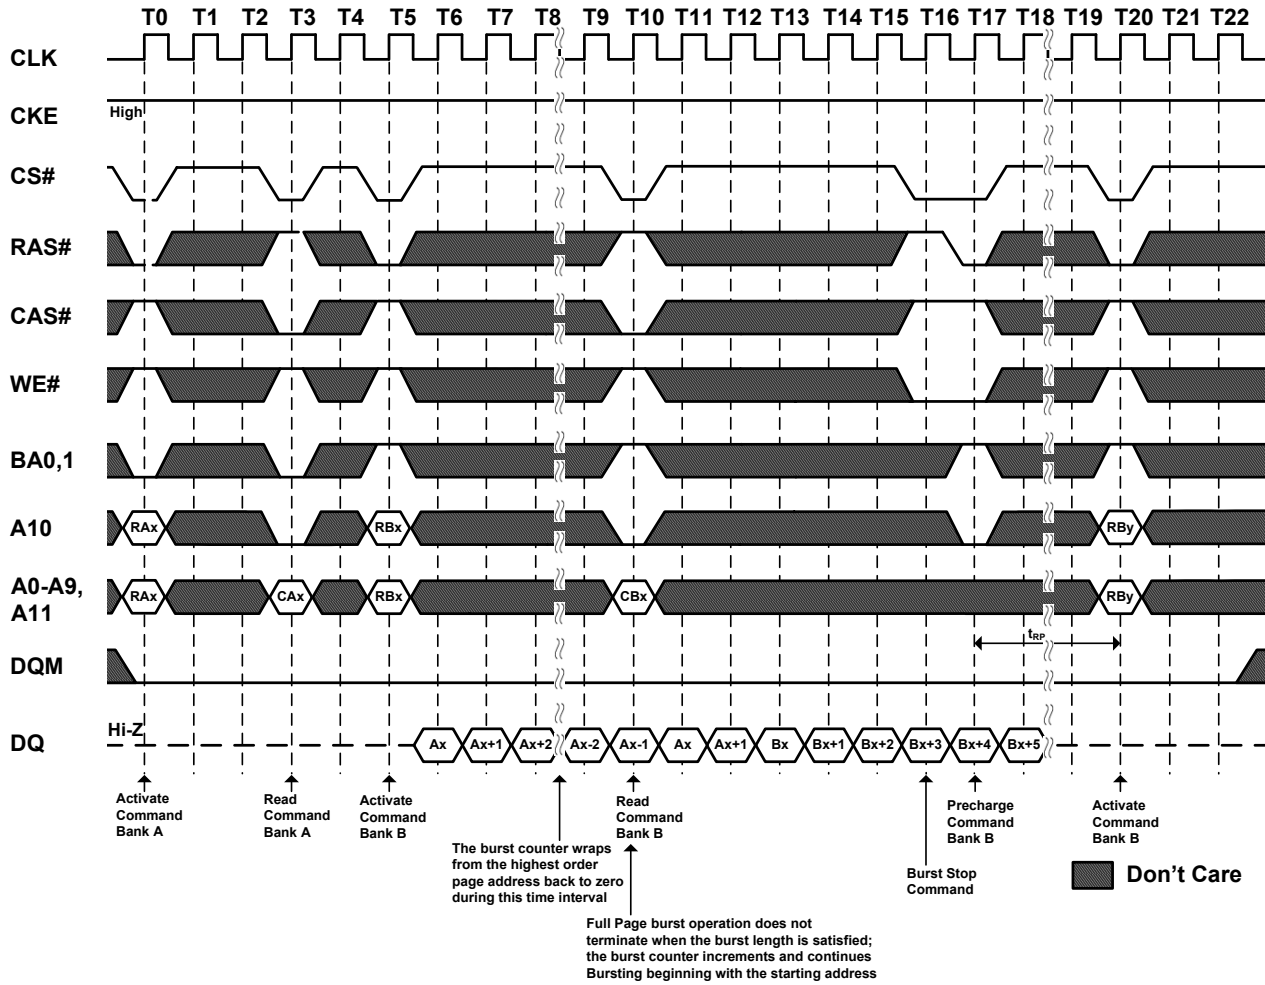 T0 T1 T2 T3 T4 T5 T6 T7 T8 T9 T10 T11 T12 T13 T14 T15 T16 T17 T18 T19 T20 T21 T22
CLK
CKE
High
CS#
RAS#
CAS#
WE#
BA0,1
A10
RAx
RBx
RBy
A0-A9,
A11
RAx
CAx
RBx
CBx
RBy
tRP
DQM
DQ
Hi-Z
Ax Ax+1 Ax+2 Ax-2 Ax-1 Ax Ax+1 Bx Bx+1 Bx+2 Bx+3 Bx+4 Bx+5
Activate
Command
Bank A
Read
Command
Bank A
Activate
Command
Bank B
The burst counter wraps
from the highest order
page address back to zero
during this time interval
Read
Command
Bank B
Full Page burst operation does not
terminate when the burst length is satisfied;
the burst counter increments and continues
Bursting beginning with the starting address
Burst Stop
Command
Precharge
Command
Bank B
Activate
Command
Bank B
Don't Care